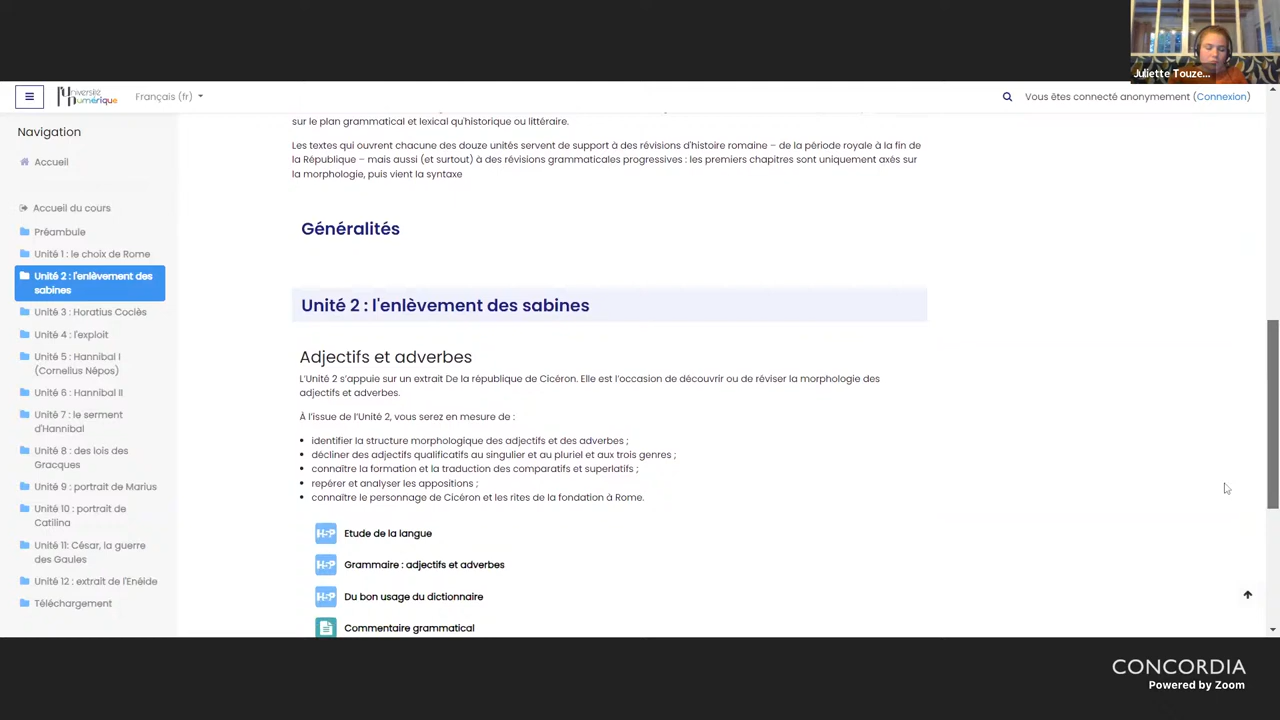 Juliette Touze...
Université numérique
Français (fr)
Vous êtes connecté anonymement (Connexion)
Navigation
Accueil
Accueil du cours
Préambule
Unité 1 : le choix de Rome
Unité 2 : l'enlèvement des
sabines
Unité 3 : Horatius Coclès
Unité 4 : l'exploit
Unité 5 : Hannibal I
(Cornelius Népos)
Unité 6 : Hannibal II
Unité 7 : le serment
d'Hannibal
Unité 8 : des lois des
Gracques
Unité 9 : portrait de Marius
Unité 10 : portrait de
Catilina
Unité 11: César, la guerre
des Gaules
Unité 12 : extrait de l'Enéide
Téléchargement
sur le plan grammatical et lexical qu'historique ou littéraire.
Les textes qui ouvrent chacune des douze unités servent de support à des révisions d'histoire romaine – de la période royale à la fin de
la République – mais aussi (et surtout) à des révisions grammaticales progressives : les premiers chapitres sont uniquement axés sur
la morphologie, puis vient la syntaxe
Généralités
Unité 2 : l'enlèvement des sabines
Adjectifs et adverbes
L'Unité 2 s'appuie sur un extrait De la république de Cicéron. Elle est l'occasion de découvrir ou de réviser la morphologie des
adjectifs et adverbes.
À l'issue de l'Unité 2, vous serez en mesure de :
identifier la structure morphologique des adjectifs et des adverbes ;
décliner des adjectifs qualificatifs au singulier et au pluriel et aux trois genres ;
connaître la formation et la traduction des comparatifs et superlatifs ;
repérer et analyser les appositions ;
connaître le personnage de Cicéron et les rites de la fondation à Rome.
H5P Etude de la langue
H5P Grammaire : adjectifs et adverbes
H5P Du bon usage du dictionnaire
Commentaire grammatical
CONCORDIA
Powered by Zoom